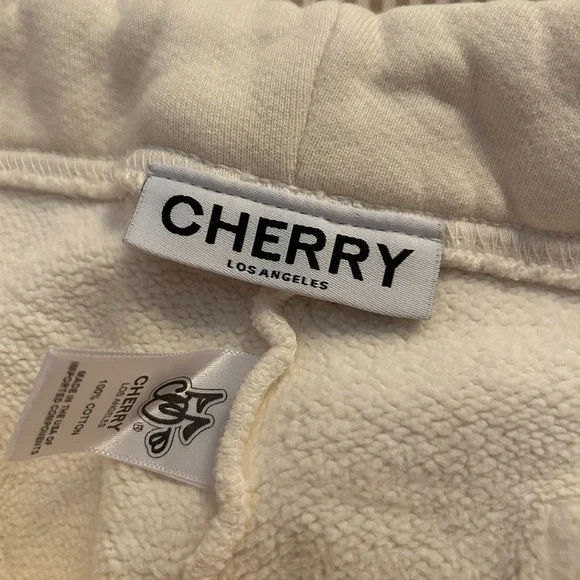 CHERRY
LOS ANGELES
CHERRY
LOS ANGELES
®
100% COTTON
MADE IN THE USA OF
IMPORTED COMPONENTS